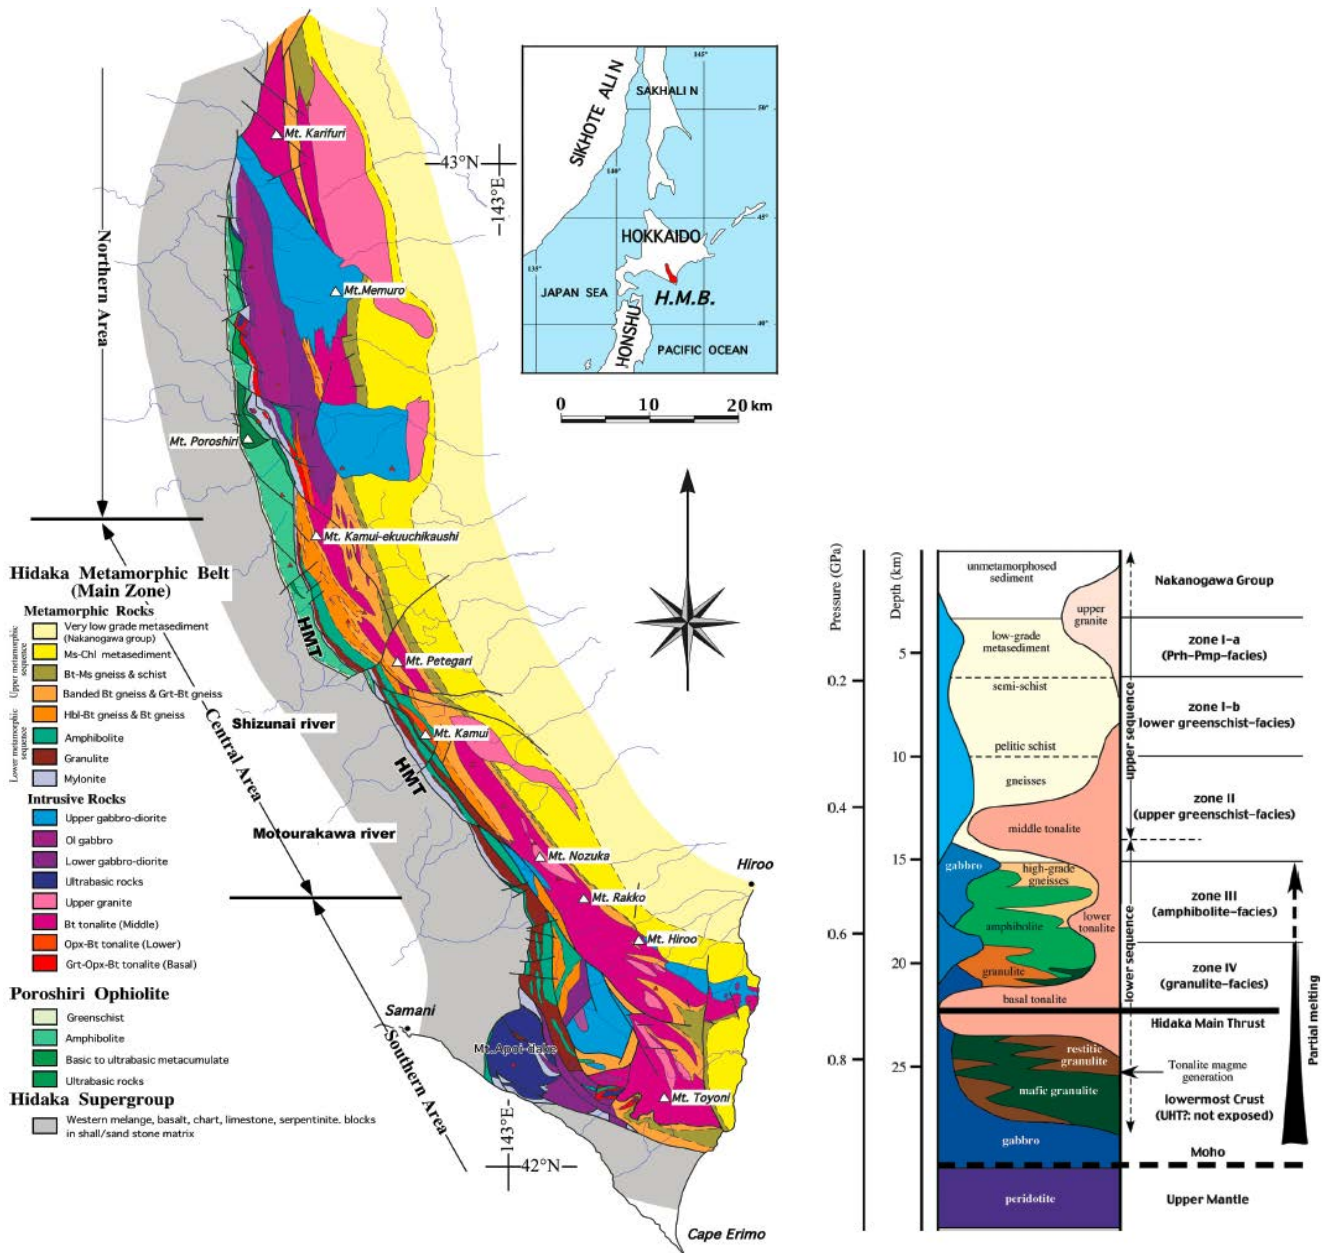 Mt. Karifuri
43°N
143°E
Northern Area
Mt.Memuro
Mt. Poroshiri
Mt. Kamui-ekuuchikaushi
HMT
Mt. Petegari
Shizunai river
Central Area
Mt. Kamui
HMT
Motourakawa river
Mt. Nozuka
Hiroo
Mt. Rakko
Mt. Hiroo
Samani
Mt. Apoi-dake
Southern Area
Mt. Toyoni
143°E
42°N
Cape Erimo
SIKHOTE ALIN
SAKHALIN
145°
50°
140°
45°
HOKKAIDO
135°
JAPAN SEA
H.M.B.
40°
HONSHU
PACIFIC OCEAN
0 10 20 km
Hidaka Metamorphic Belt
(Main Zone)
Metamorphic Rocks
Upper metamorphic
sequence
Very low grade metasediment
(Nakanogawa group)
Ms-Chl metasediment
Bt-Ms gneiss & schist
Banded Bt gneiss & Grt-Bt gneiss
Lower metamorphic
sequence
Hbl-Bt gneiss & Bt gneiss
Amphibolite
Granulite
Mylonite
Intrusive Rocks
Upper gabbro-diorite
Ol gabbro
Lower gabbro-diorite
Ultrabasic rocks
Upper granite
Bt tonalite (Middle)
Opx-Bt tonalite (Lower)
Grt-Opx-Bt tonalite (Basal)
Poroshiri Ophiolite
Greenschist
Amphibolite
Basic to ultrabasic metacumulate
Ultrabasic rocks
Hidaka Supergroup
Western melange, basalt, chart, limestone, serpentinite. blocks
in shall/sand stone matrix
Pressure (GPa)
0.2
0.4
0.6
0.8
Depth (km)
5
10
15
20
25
unmetamorphosed
sediment
upper
granite
low-grade
metasediment
semi-schist
pelitic schist
gneisses
middle tonalite
gabbro
high-grade
gneisses
amphibolite
lower
tonalite
granulite
basal tonalite
restitic
granulite
mafic granulite
gabbro
peridotite
upper sequence
lower sequence
Nakanogawa Group
zone I-a
(Prh-Pmp-facies)
zone I-b
lower greenschist-facies)
zone II
(upper greenschist-facies)
zone III
(amphibolite-facies)
zone IV
(granulite-facies)
Hidaka Main Thrust
Tonalite magme
generation
lowermost Crust
(UHT?: not exposed)
Moho
Upper Mantle
Partial melting